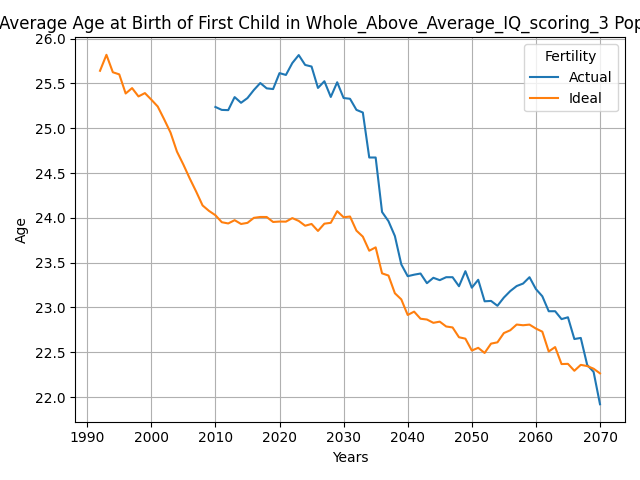 Average Age at Birth of First Child in Whole_Above_Average_IQ_scoring_3 Pop
Fertility
Actual
Ideal
26.0
25.5
25.0
24.5
24.0
23.5
23.0
22.5
22.0
Age
1990 2000 2010 2020 2030 2040 2050 2060 2070
Years